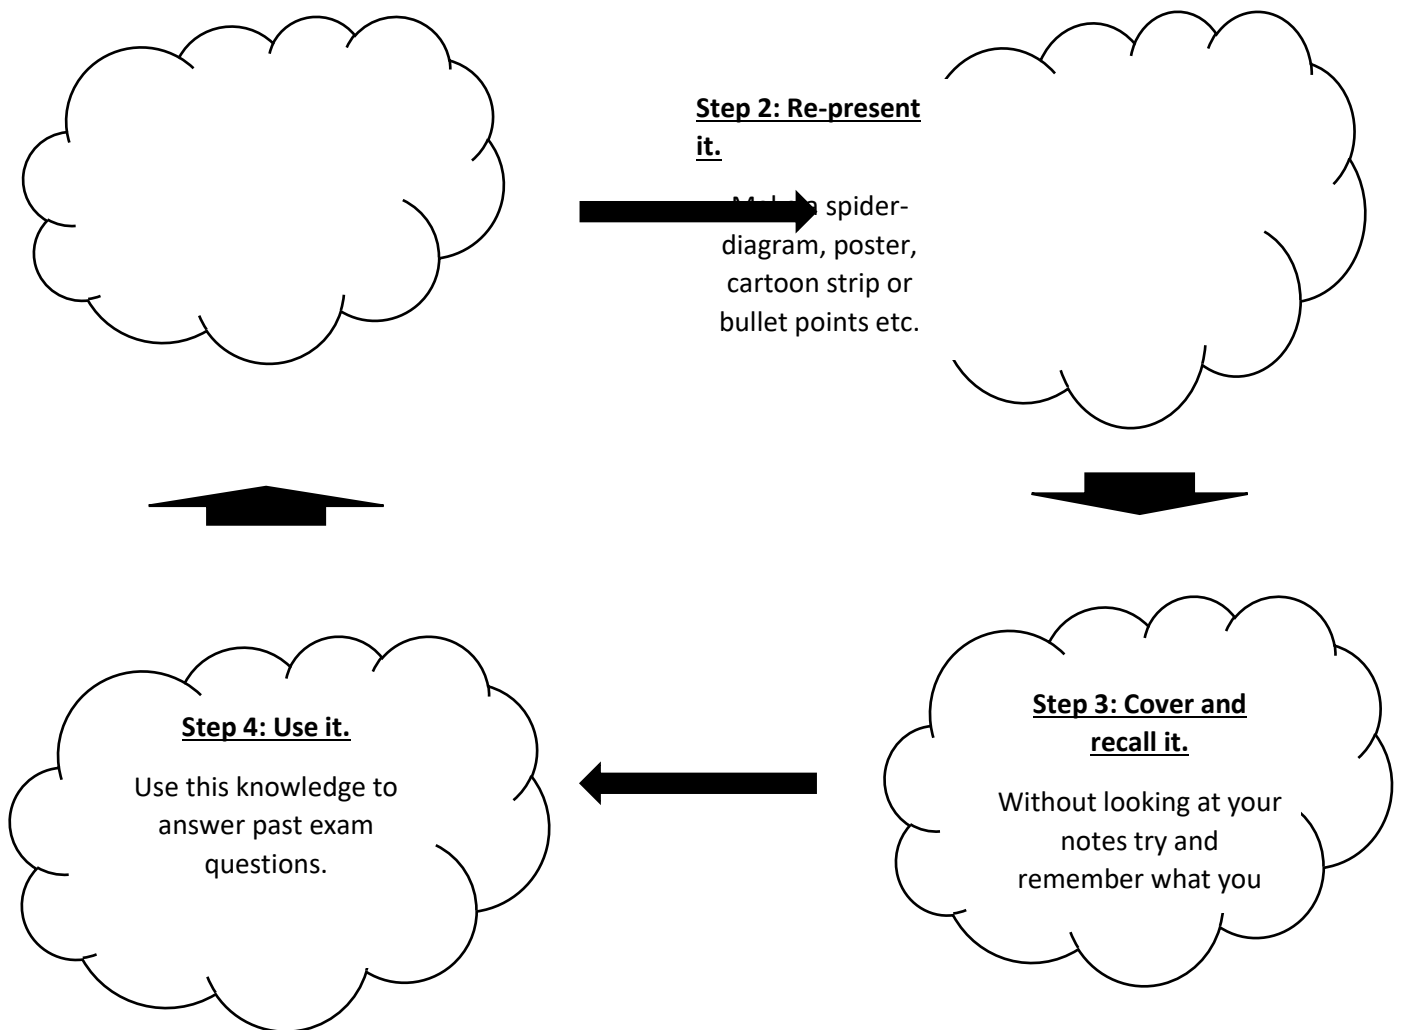 Step 2: Re-present
it.
spider-
diagram, poster,
cartoon strip or
bullet points etc.
Step 3: Cover and
recall it.
Without looking at your
notes try and
remember what you
Step 4: Use it.
Use this knowledge to
answer past exam
questions.